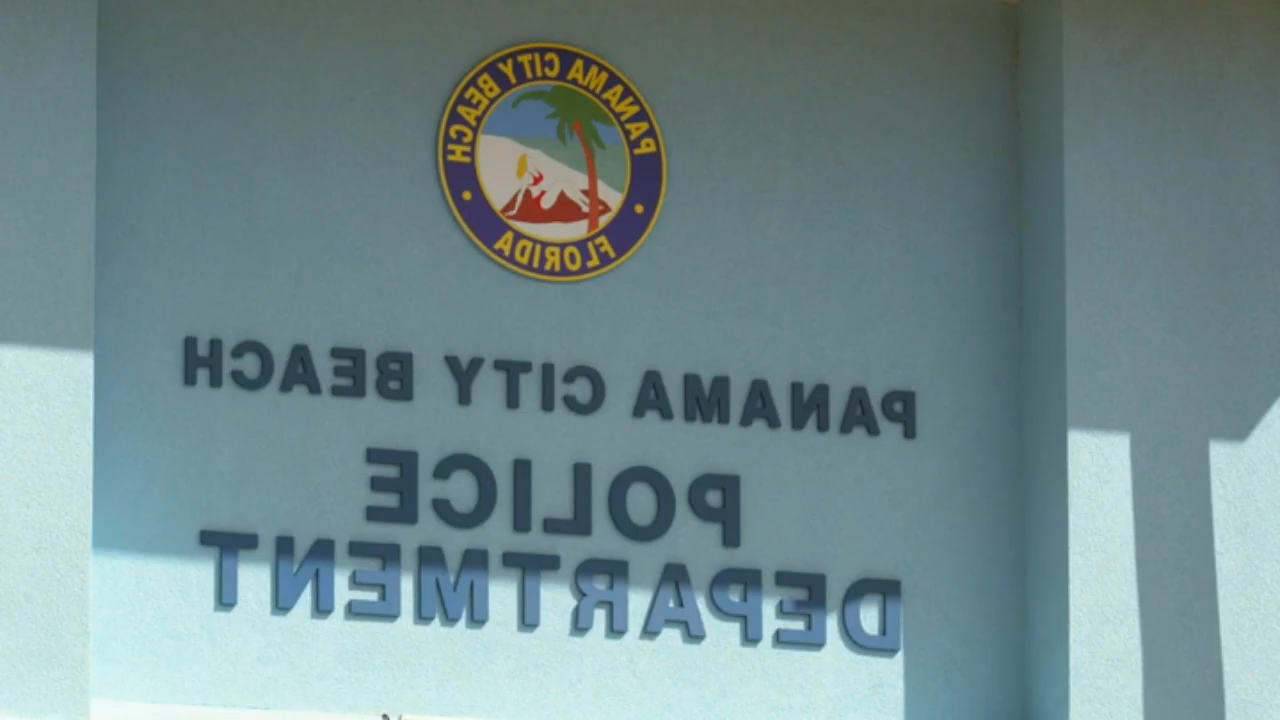 PANAMA CITY BEACH
FLORIDA
PANAMA CITY BEACH
POLICE
DEPARTMENT